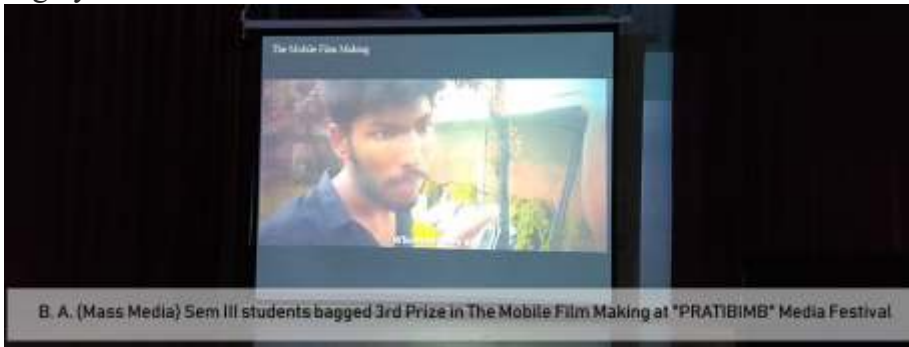 The Mobile Film Making
B. A. (Mass Media) Sem III students bagged 3rd Prize in The Mobile Film Making at "PRATIBIMB" Media Festival